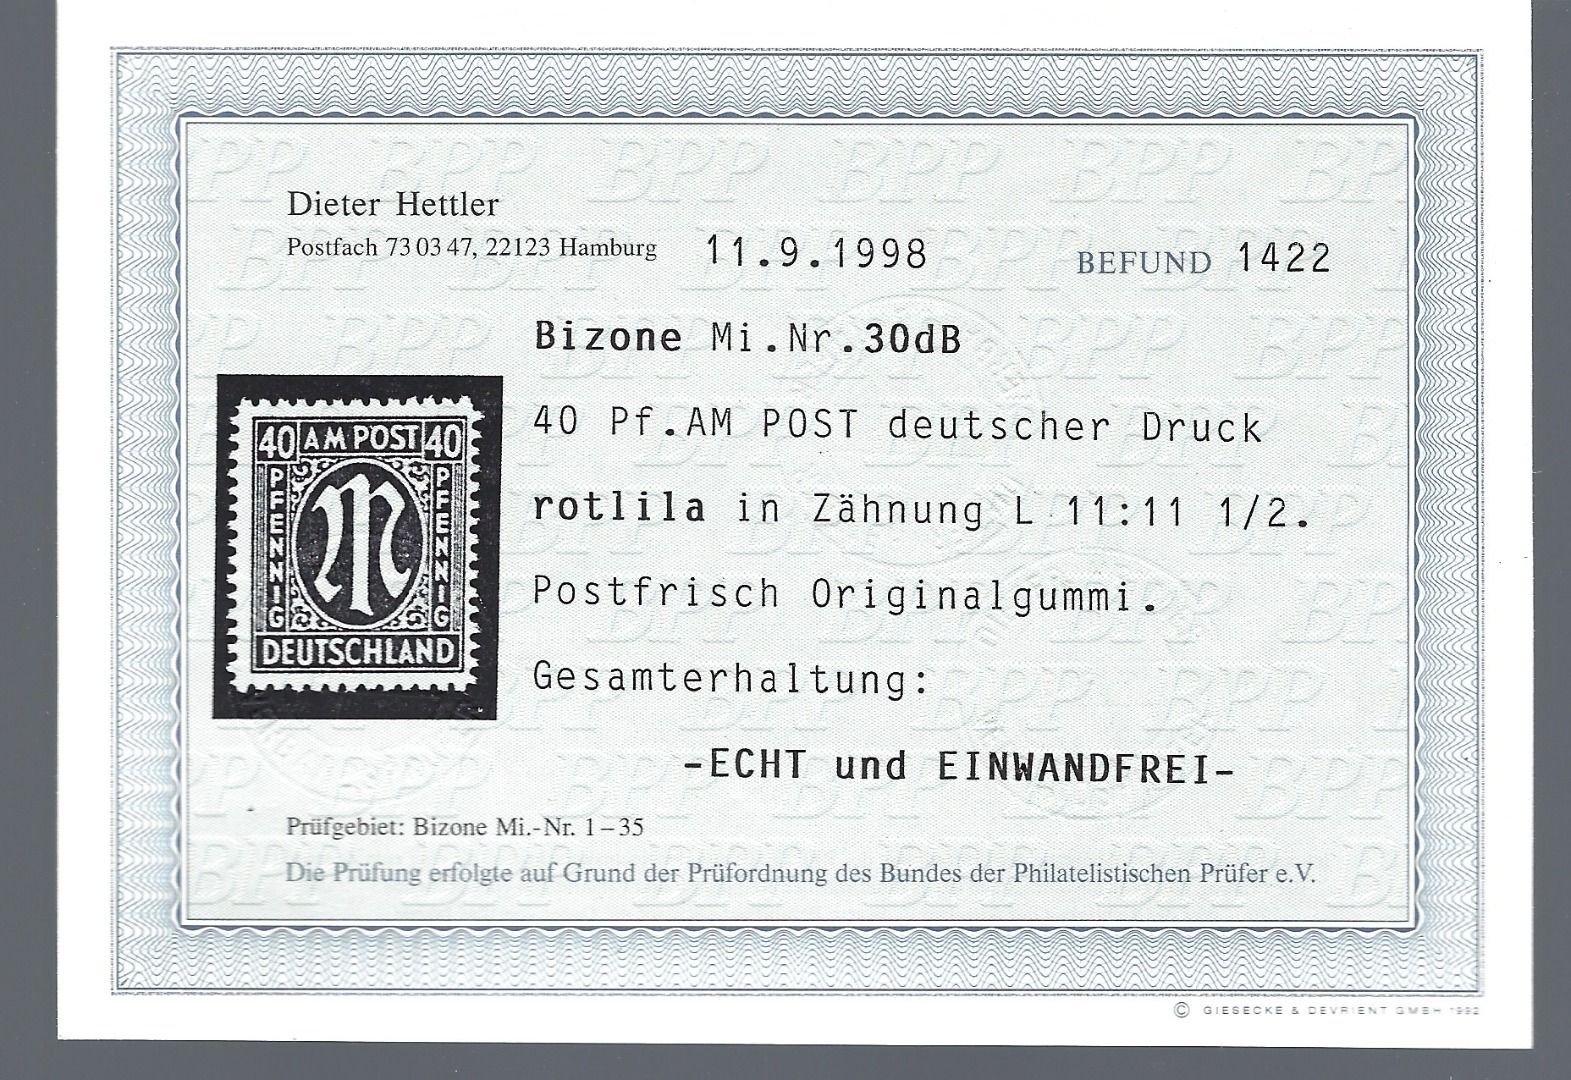 Dieter Hettler
Postfach 73 03 47, 22123 Hamburg 11.9.1998 BEFUND 1422
Bizone Mi.Nr.30dB
40 Pf.AM POST deutscher Druck
rotlila in Zähnung L 11:11 1/2.
Postfrisch Originalgummi.
Gesamterhaltung:
-ECHT und EINWANDFREI-
40 AM POST 40
PFENNIG
PFENNIG
DEUTSCHLAND
Prüfgebiet: Bizone Mi.-Nr. 1–35
Die Prüfung erfolgte auf Grund der Prüfordnung des Bundes der Philatelistischen Prüfer e.V.
© GIESECKE & DEVRIENT GMBH 1992
BPP